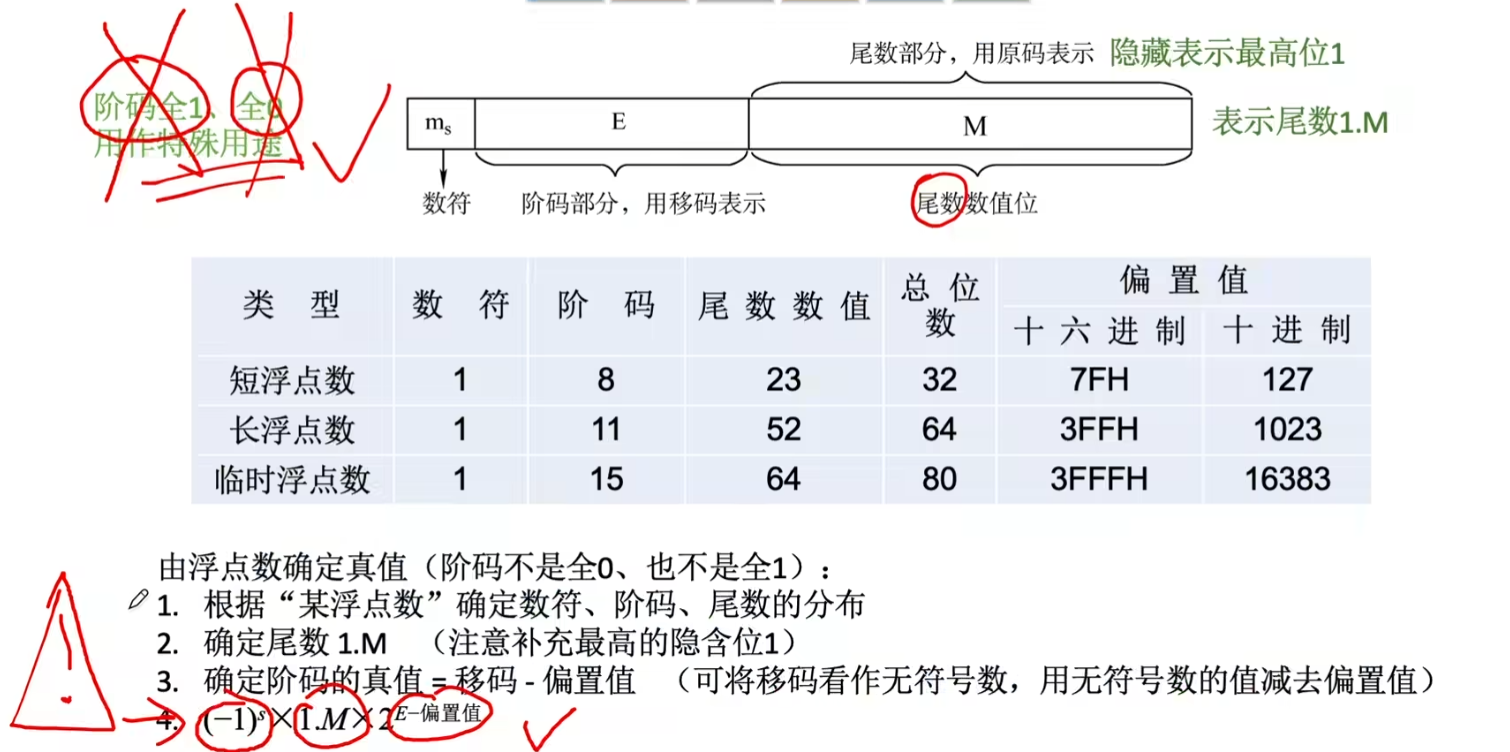 尾数部分，用原码表示 隐藏表示最高位1
阶码全1、全0
用作特殊用途
mₛ E M
表示尾数1.M
数符 阶码部分，用移码表示 尾数数值位
类 型 数 符 阶 码 尾数数值 总位数 偏置值
十六进制 十进制
短浮点数 1 8 23 32 7FH 127
长浮点数 1 11 52 64 3FFH 1023
临时浮点数 1 15 64 80 3FFFH 16383
由浮点数确定真值（阶码不是全0、也不是全1）：
1. 根据“某浮点数”确定数符、阶码、尾数的分布
2. 确定尾数 1.M （注意补充最高的隐含位1）
3. 确定阶码的真值 = 移码 - 偏置值 （可将移码看作无符号数，用无符号数的值减去偏置值）
4. (−1)ˢ×1.M×2^{E−偏置值}